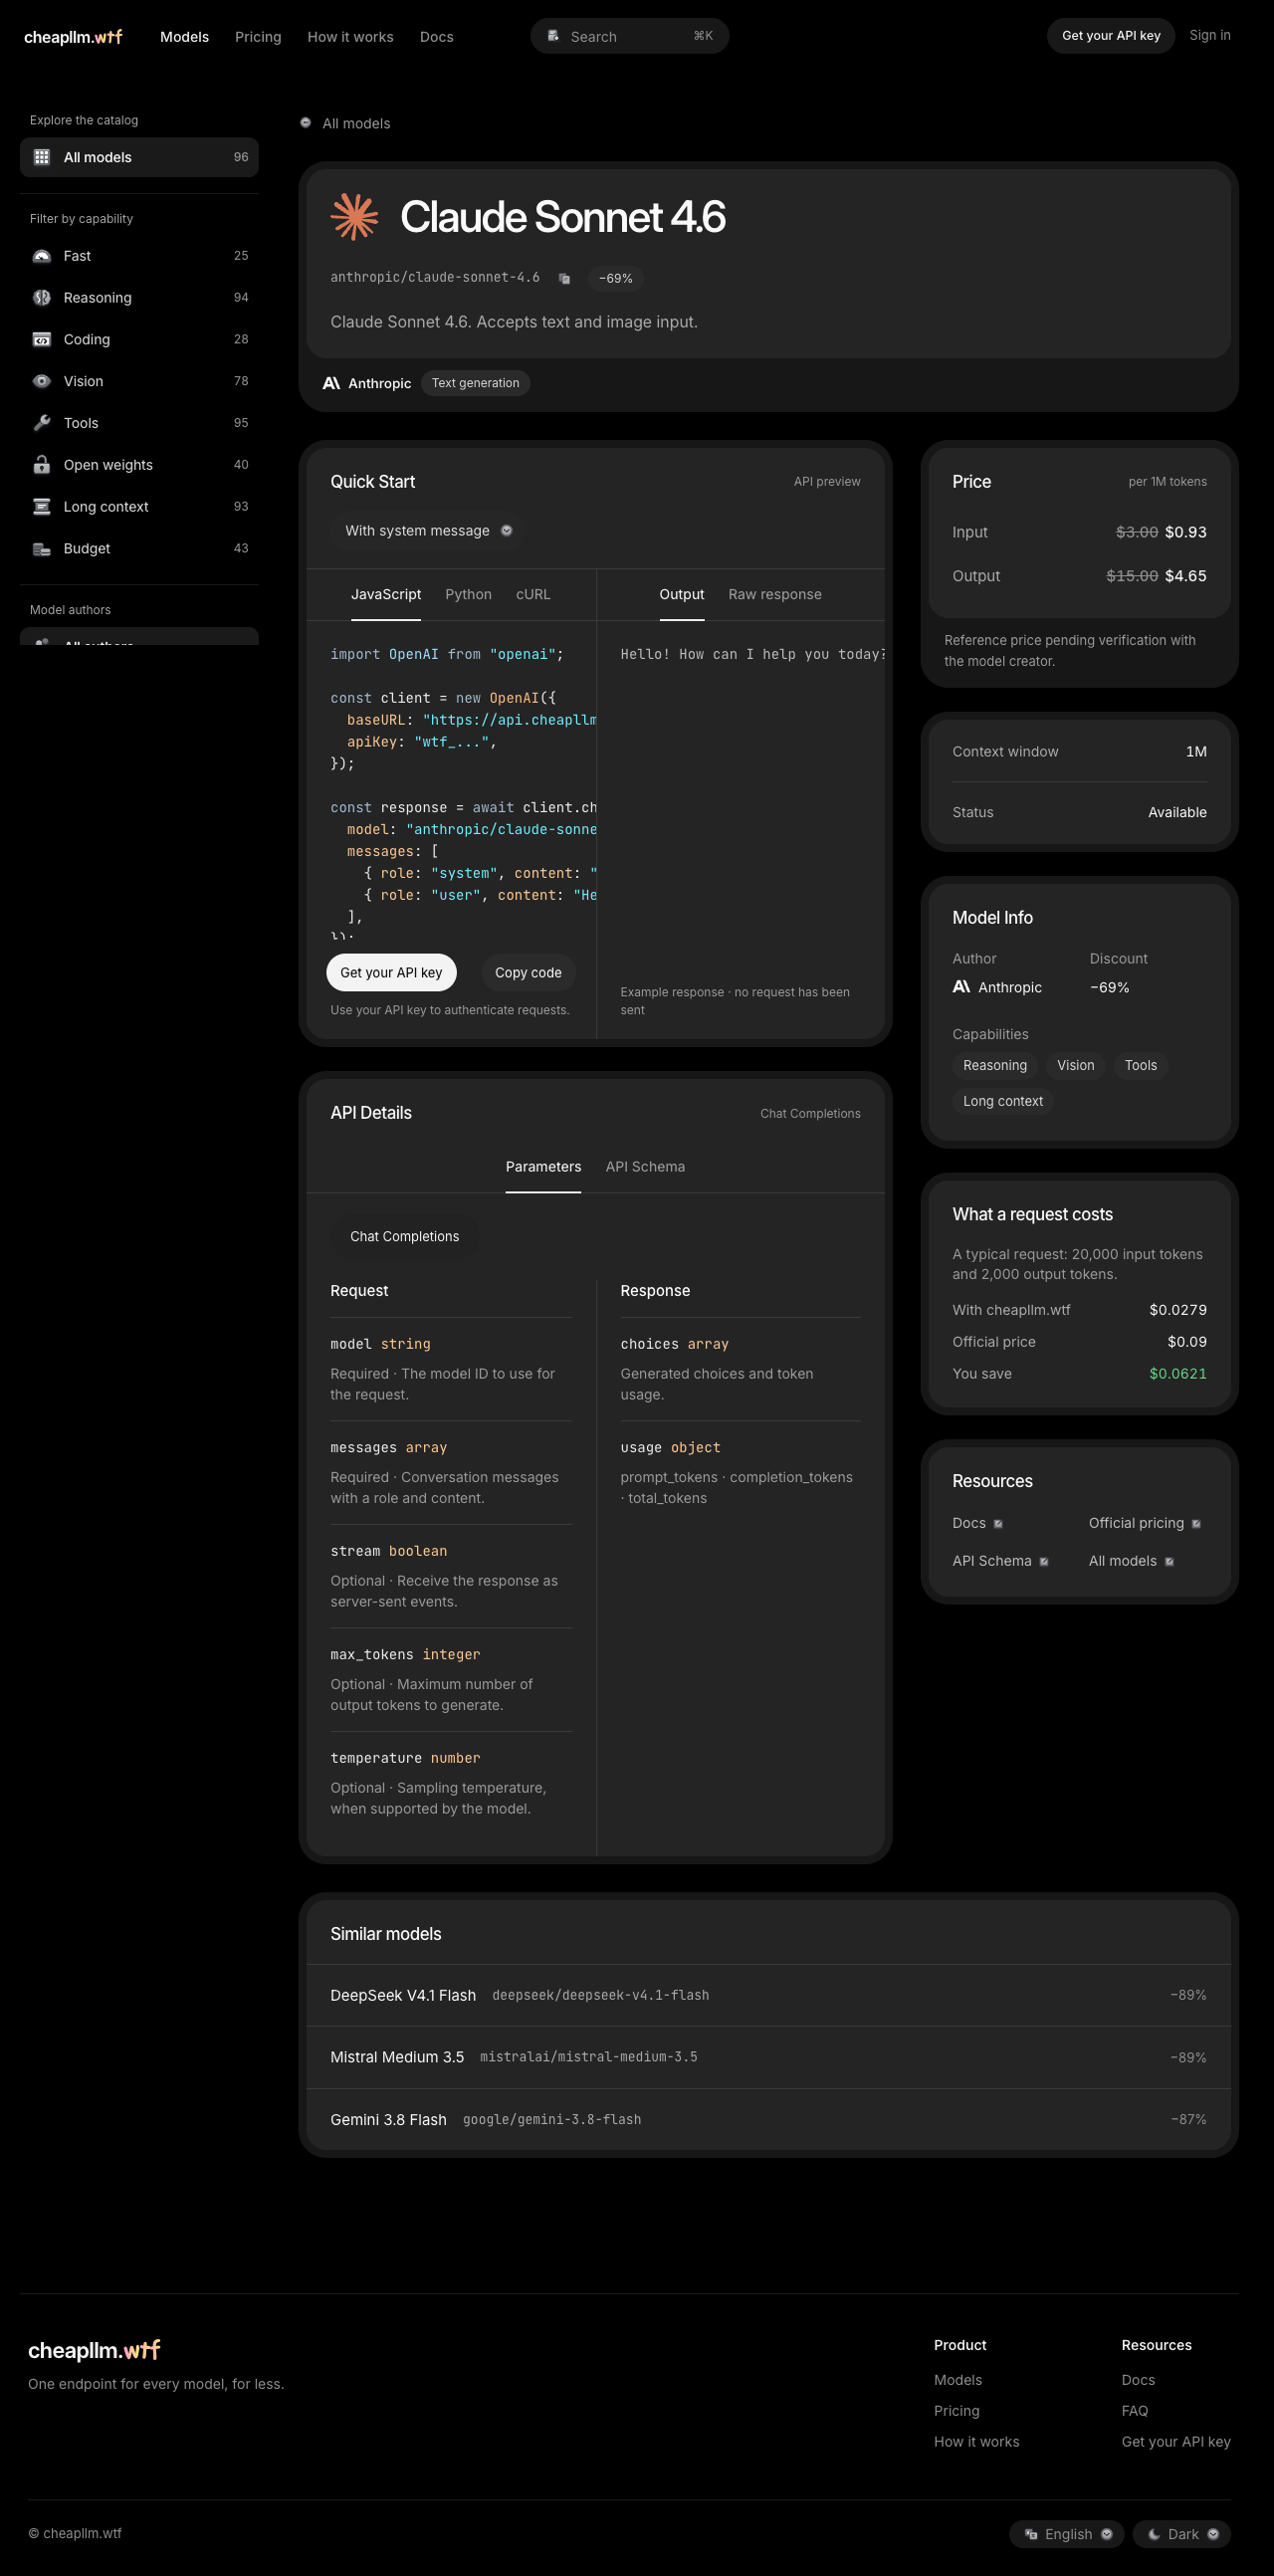 cheapllm.wtf
Models
Pricing
How it works
Docs
Search
⌘K
Get your API key
Sign in
Explore the catalog
All models 96
Filter by capability
Fast 25
Reasoning 94
Coding 28
Vision 78
Tools 95
Open weights 40
Long context 93
Budget 43
Model authors
All authors
All models
Claude Sonnet 4.6
anthropic/claude-sonnet-4.6
−69%
Claude Sonnet 4.6. Accepts text and image input.
Anthropic
Text generation
Quick Start
API preview
With system message
JavaScript
Python
cURL
import OpenAI from "openai";
const client = new OpenAI({
baseURL: "https://api.cheapllm
apiKey: "wtf_...",
});
const response = await client.ch
model: "anthropic/claude-sonne
messages: [
{ role: "system", content: "
{ role: "user", content: "He
],
});
Get your API key
Copy code
Use your API key to authenticate requests.
Output
Raw response
Hello! How can I help you today?
Example response · no request has been
sent
Price
per 1M tokens
Input $3.00 $0.93
Output $15.00 $4.65
Reference price pending verification with
the model creator.
Context window 1M
Status Available
Model Info
Author
Discount
Anthropic
−69%
Capabilities
Reasoning
Vision
Tools
Long context
What a request costs
A typical request: 20,000 input tokens
and 2,000 output tokens.
With cheapllm.wtf $0.0279
Official price $0.09
You save $0.0621
Resources
Docs
Official pricing
API Schema
All models
API Details
Chat Completions
Parameters
API Schema
Chat Completions
Request
model string
Required · The model ID to use for
the request.
messages array
Required · Conversation messages
with a role and content.
stream boolean
Optional · Receive the response as
server-sent events.
max_tokens integer
Optional · Maximum number of
output tokens to generate.
temperature number
Optional · Sampling temperature,
when supported by the model.
Response
choices array
Generated choices and token
usage.
usage object
prompt_tokens · completion_tokens
· total_tokens
Similar models
DeepSeek V4.1 Flash deepseek/deepseek-v4.1-flash −89%
Mistral Medium 3.5 mistralai/mistral-medium-3.5 −89%
Gemini 3.8 Flash google/gemini-3.8-flash −87%
cheapllm.wtf
One endpoint for every model, for less.
Product
Models
Pricing
How it works
Resources
Docs
FAQ
Get your API key
© cheapllm.wtf
English
Dark